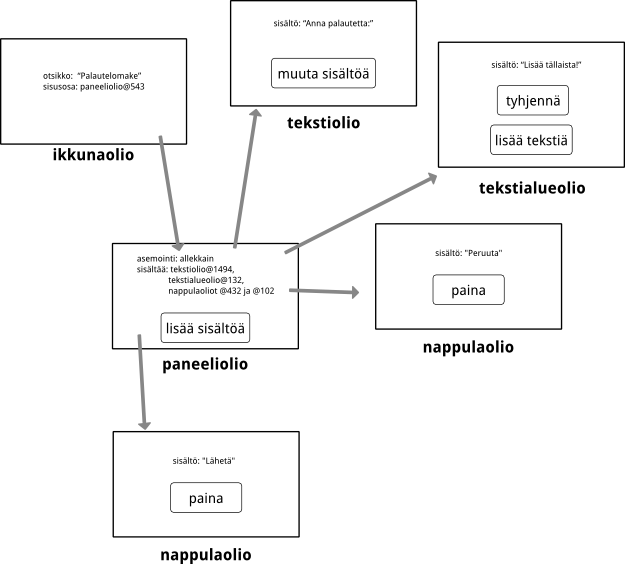 otsikko: “Palautelomake”
sisusosa: paneeliolio@543
ikkunaolio
sisältö: “Anna palautetta:”
muuta sisältöä
tekstiolio
sisältö: “Lisää tällaista!”
tyhjennä
lisää tekstiä
tekstialueolio
asemointi: allekkain
sisältää: tekstiolio@1494,
tekstialueolio@132,
nappulaoliot @432 ja @102
lisää sisältöä
paneeliolio
sisältö: "Peruuta"
paina
nappulaolio
sisältö: "Lähetä"
paina
nappulaolio